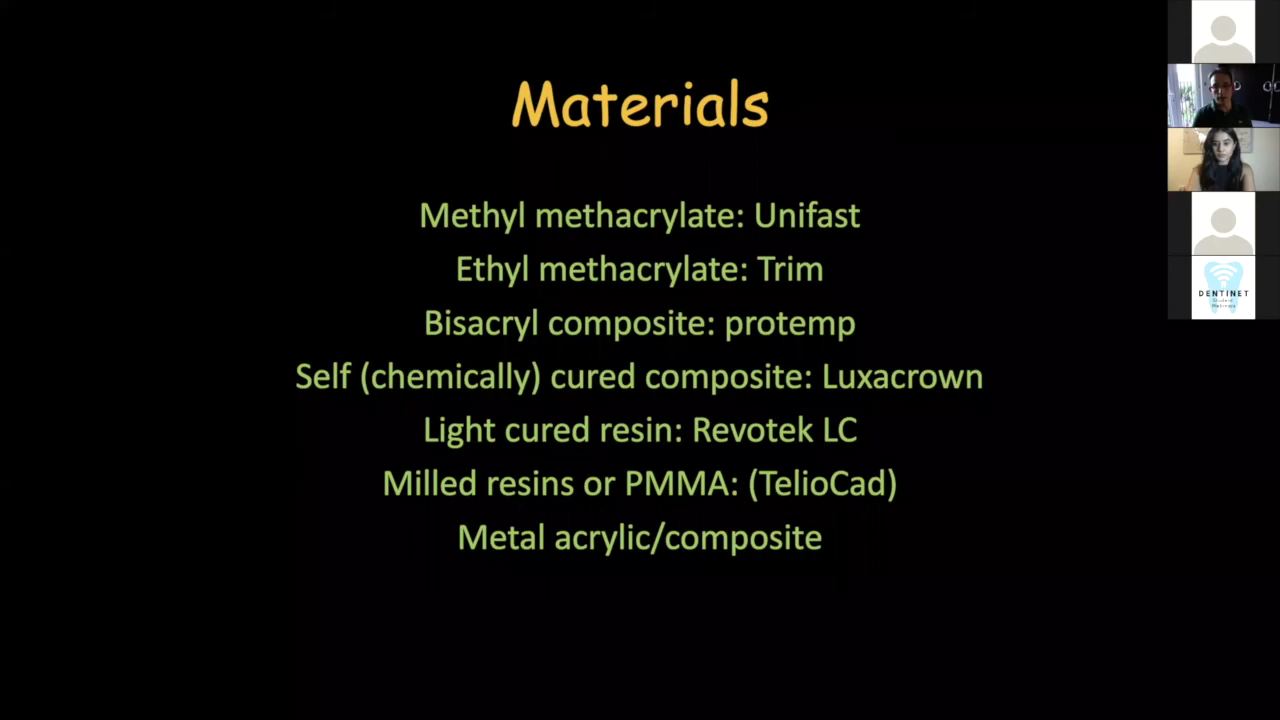 Materials
Methyl methacrylate: Unifast
Ethyl methacrylate: Trim
Bisacryl composite: protemp
Self (chemically) cured composite: Luxacrown
Light cured resin: Revotek LC
Milled resins or PMMA: (TelioCad)
Metal acrylic/composite
DENTINET